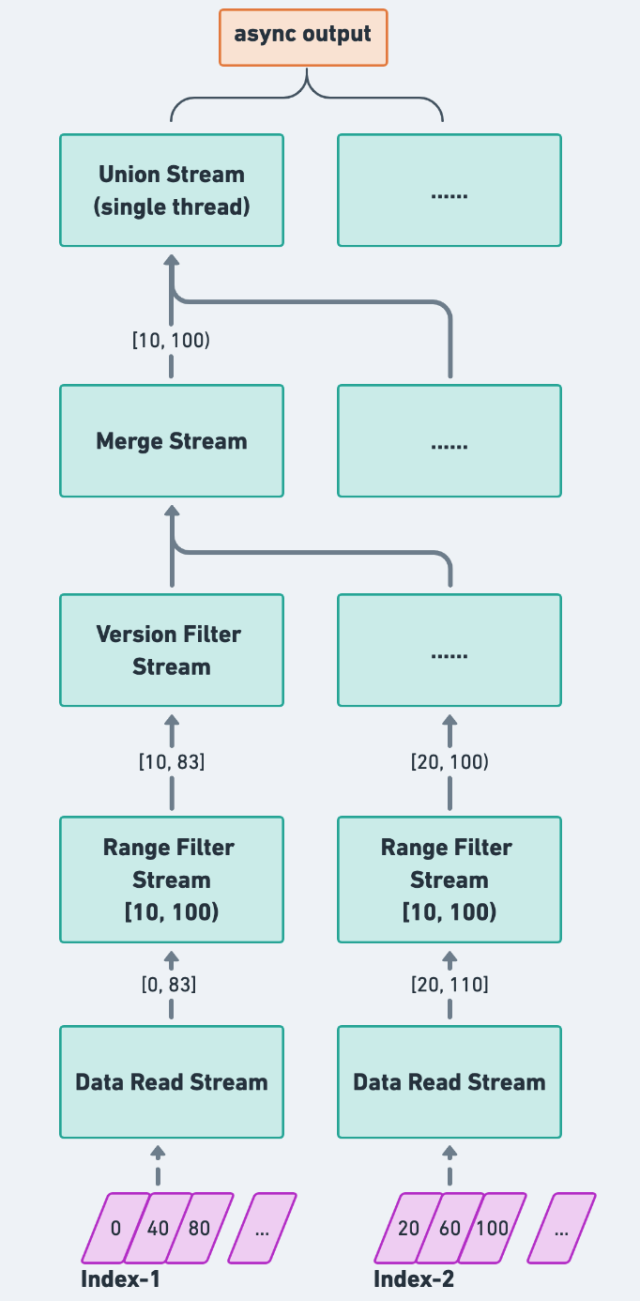 async output
Union Stream
(single thread)
......
[10, 100)
Merge Stream
......
Version Filter
Stream
......
[10, 83]
[20, 100)
Range Filter
Stream
[10, 100)
Range Filter
Stream
[10, 100)
[0, 83]
[20, 110]
Data Read Stream
Data Read Stream
0
40
80
...
20
60
100
...
Index-1
Index-2